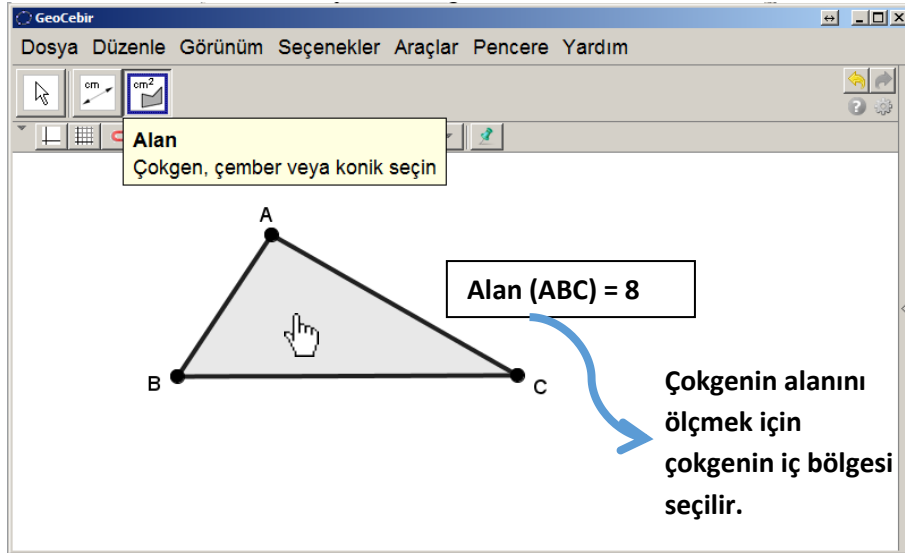 GeoCebir
Dosya Düzenle Görünüm Seçenekler Araçlar Pencere Yardım
cm
cm²
Alan
Çokgen, çember veya konik seçin
A
B
C
Alan (ABC) = 8
Çokgenin alanını
ölçmek için
çokgenin iç bölgesi
seçilir.